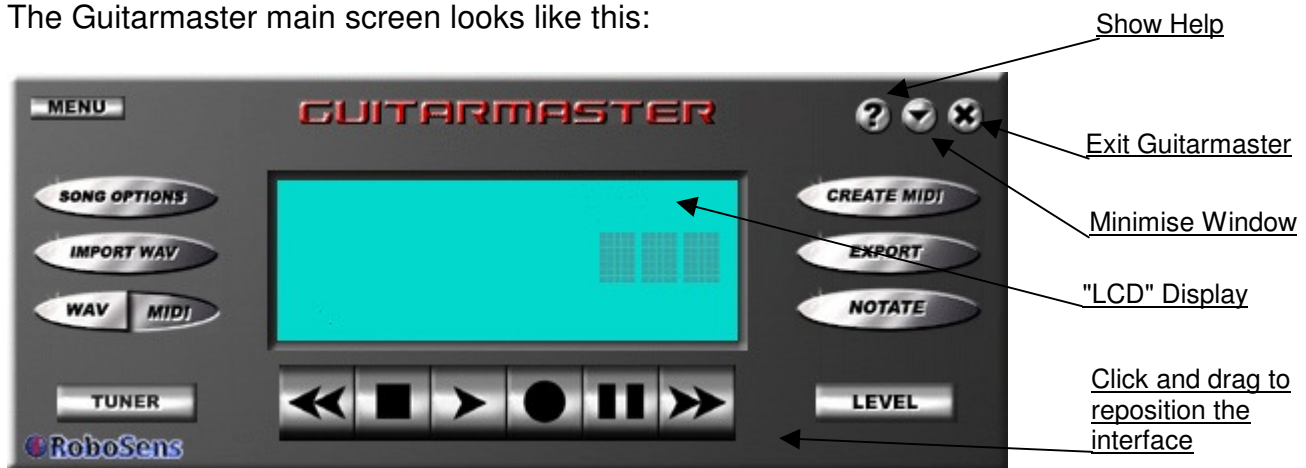 The Guitarmaster main screen looks like this:
Show Help
MENU
GUITARMASTER
?
Exit Guitarmaster
SONG OPTIONS
CREATE MIDI
Minimise Window
IMPORT WAV
EXPORT
"LCD" Display
WAV MIDI
NOTATE
Click and drag to
reposition the
interface
TUNER
LEVEL
RoboSens